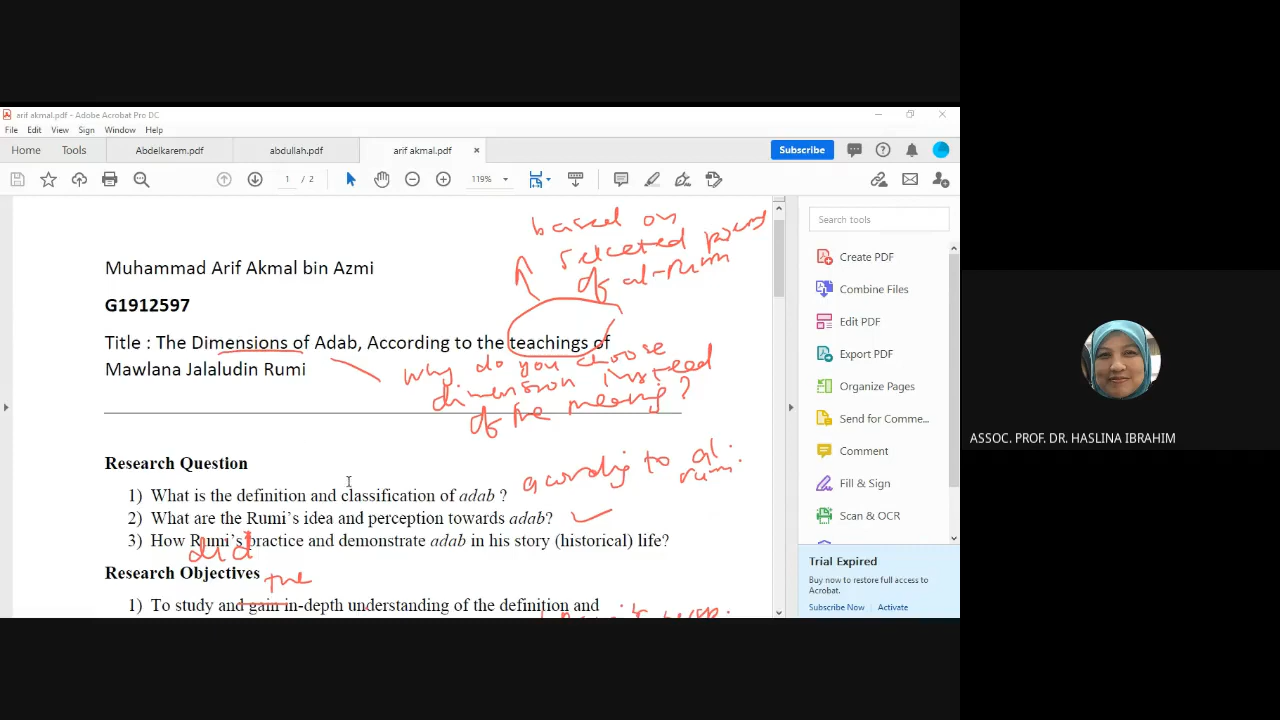 arif akmal.pdf - Adobe Acrobat Pro DC
File Edit View Sign Window Help
Home Tools Abdelkarem.pdf abdullah.pdf arif akmal.pdf × Subscribe
1 / 2 119%
based on
selected poems
of al-Rumi
Muhammad Arif Akmal bin Azmi
G1912597
Title : The Dimensions of Adab, According to the teachings of
Mawlana Jalaludin Rumi
why do you choose
dimension instead
of the meaning?
Research Question
according to al-
rumi
1) What is the definition and classification of adab ?
2) What are the Rumi's idea and perception towards adab?
3) How Rumi's practice and demonstrate adab in his story (historical) life?
did
Research Objectives
the
1) To study and gain in-depth understanding of the definition and
Search tools
Create PDF
Combine Files
Edit PDF
Export PDF
Organize Pages
Send for Comme...
Comment
Fill & Sign
Scan & OCR
Trial Expired
Buy now to restore full access to
Acrobat.
Subscribe Now Activate
ASSOC. PROF. DR. HASLINA IBRAHIM